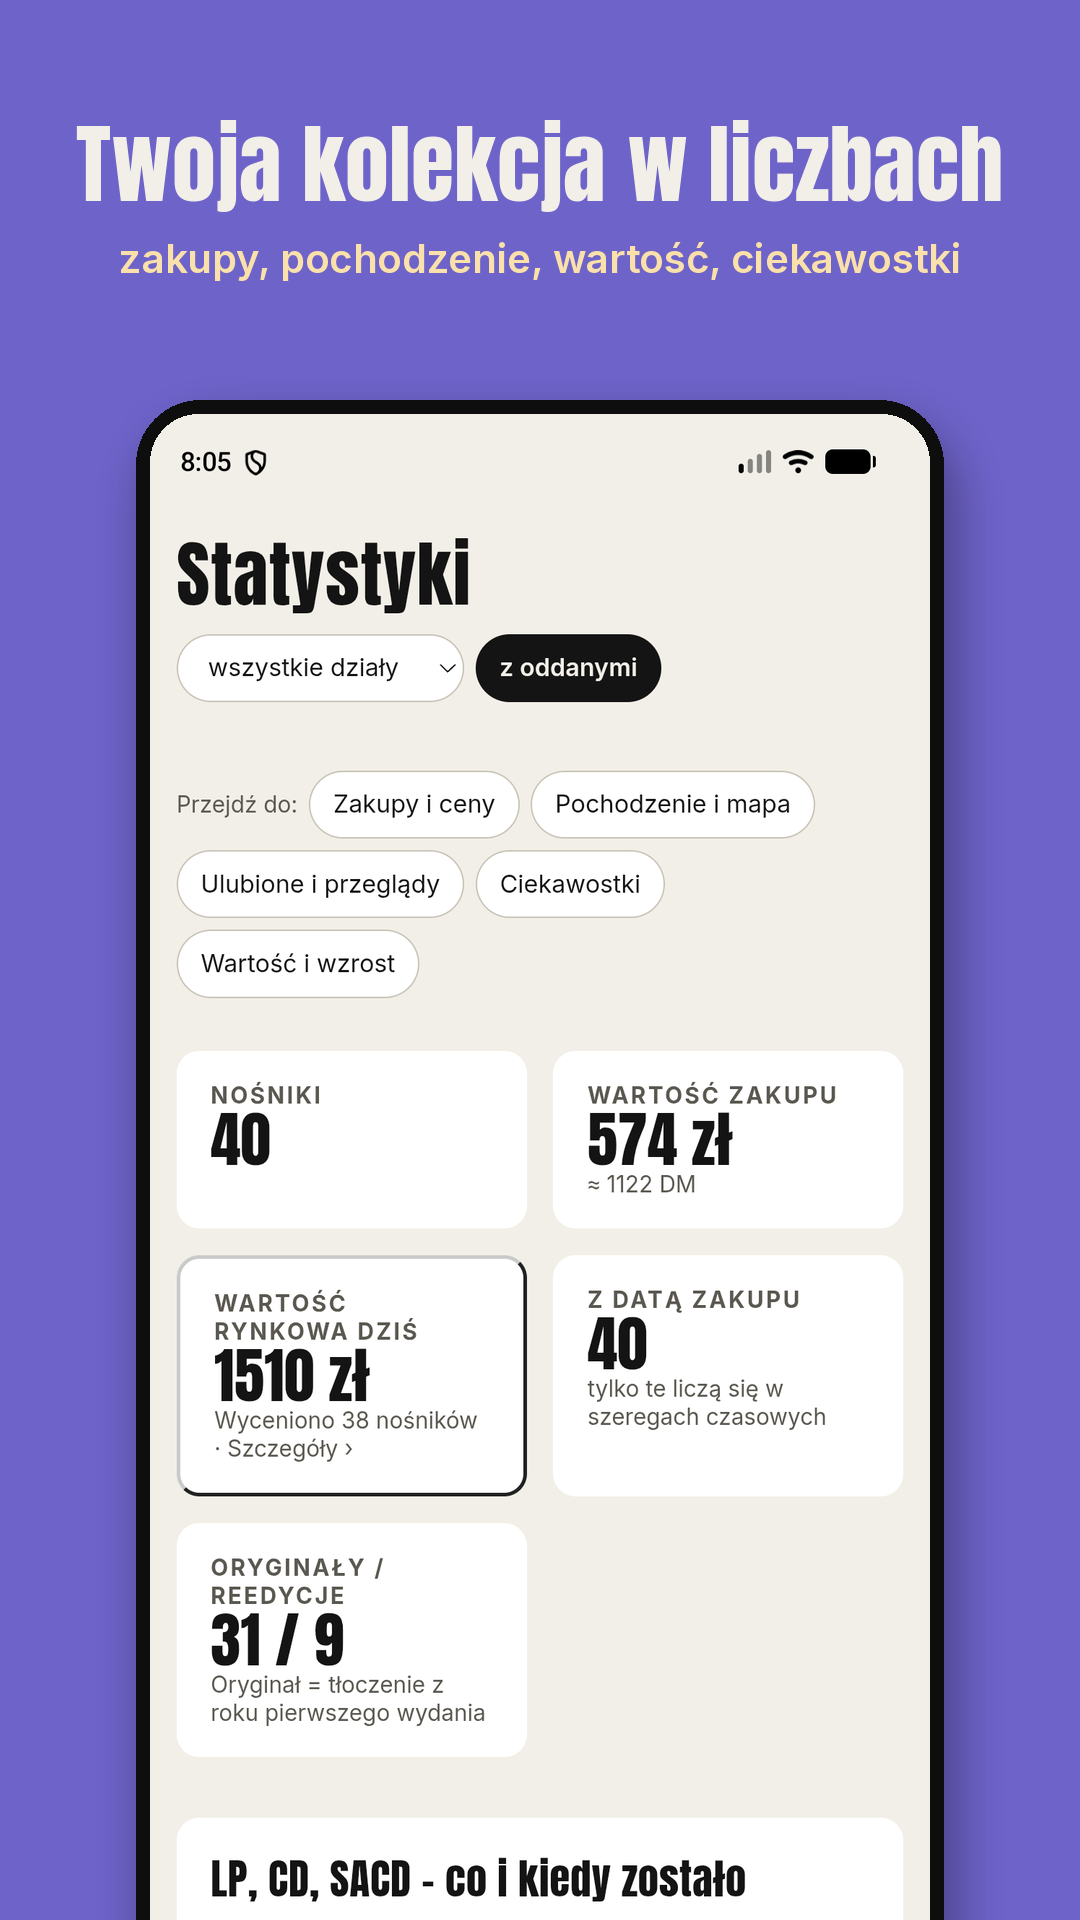 Twoja kolekcja w liczbach
zakupy, pochodzenie, wartość, ciekawostki
8:05
Statystyki
wszystkie działy
z oddanymi
Przejdź do:
Zakupy i ceny
Pochodzenie i mapa
Ulubione i przeglądy
Ciekawostki
Wartość i wzrost
NOŚNIKI
40
WARTOŚĆ ZAKUPU
574 zł
≈ 1122 DM
WARTOŚĆ
RYNKOWA DZIŚ
1510 zł
Wyceniono 38 nośników
· Szczegóły ›
Z DATĄ ZAKUPU
40
tylko te liczą się w
szeregach czasowych
ORYGINAŁY /
REEDYCJE
31 / 9
Oryginał = tłoczenie z
roku pierwszego wydania
LP, CD, SACD - co i kiedy zostało